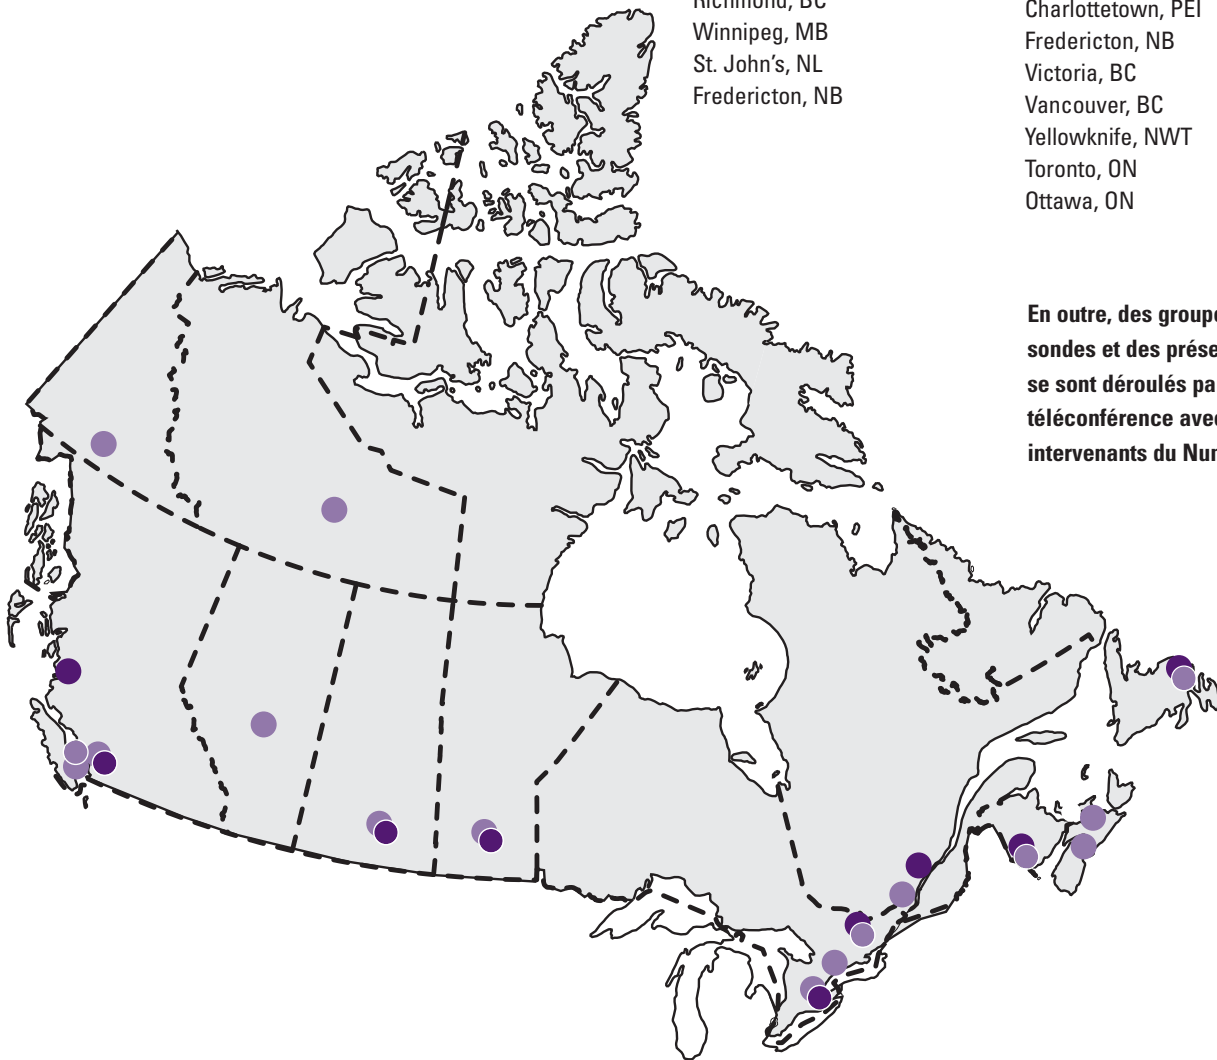 Richmond, BC
Winnipeg, MB
St. John's, NL
Fredericton, NB
Charlottetown, PEI
Fredericton, NB
Victoria, BC
Vancouver, BC
Yellowknife, NWT
Toronto, ON
Ottawa, ON
En outre, des groupe
sondes et des prése
se sont déroulés pa
téléconférence avec
intervenants du Nun